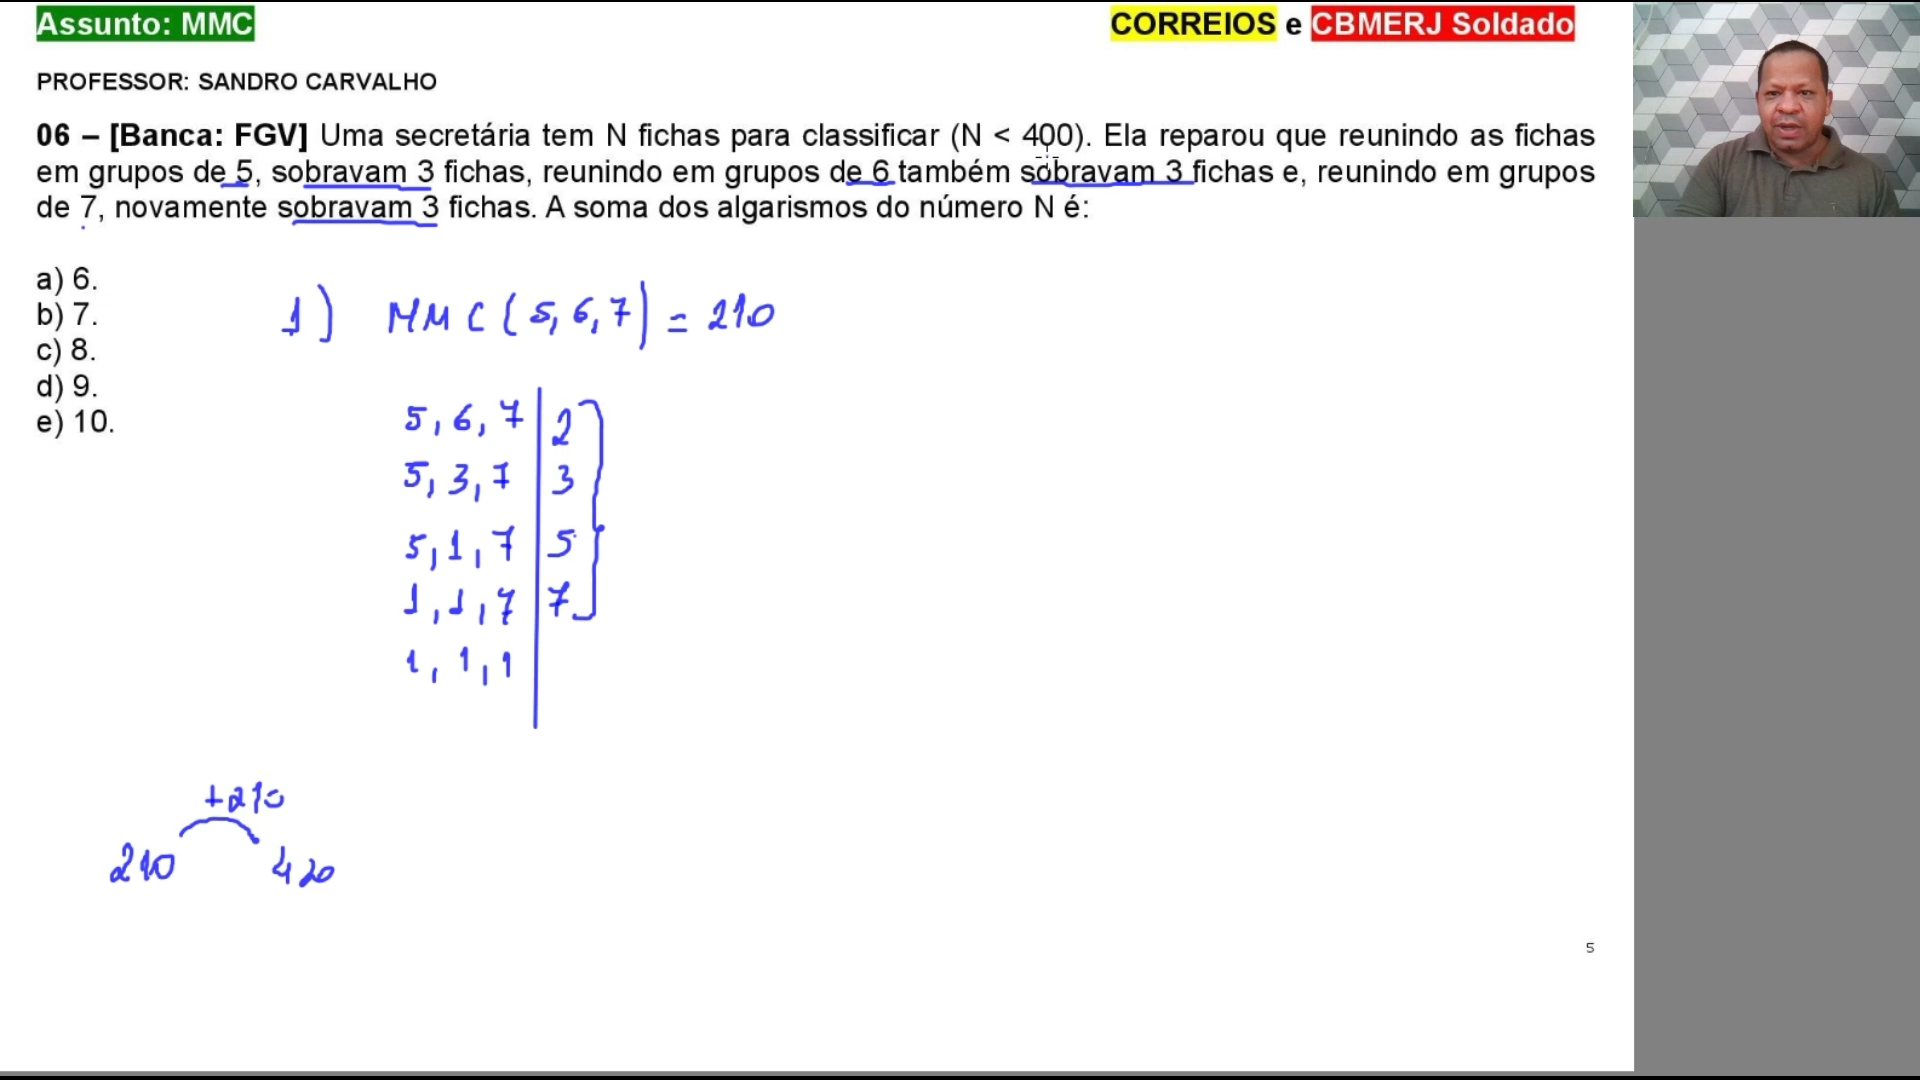 Assunto: MMC
CORREIOS e CBMERJ Soldado
PROFESSOR: SANDRO CARVALHO
06 – [Banca: FGV] Uma secretária tem N fichas para classificar (N < 400). Ela reparou que reunindo as fichas
em grupos de 5, sobravam 3 fichas, reunindo em grupos de 6 também sobravam 3 fichas e, reunindo em grupos
de 7, novamente sobravam 3 fichas. A soma dos algarismos do número N é:
a) 6.
b) 7.
c) 8.
d) 9.
e) 10.
1) MMC(5,6,7) = 210
5, 6, 7 | 2
5, 3, 7 | 3
5, 1, 7 | 5
1, 1, 7 | 7
1, 1, 1
+210
210 420
5